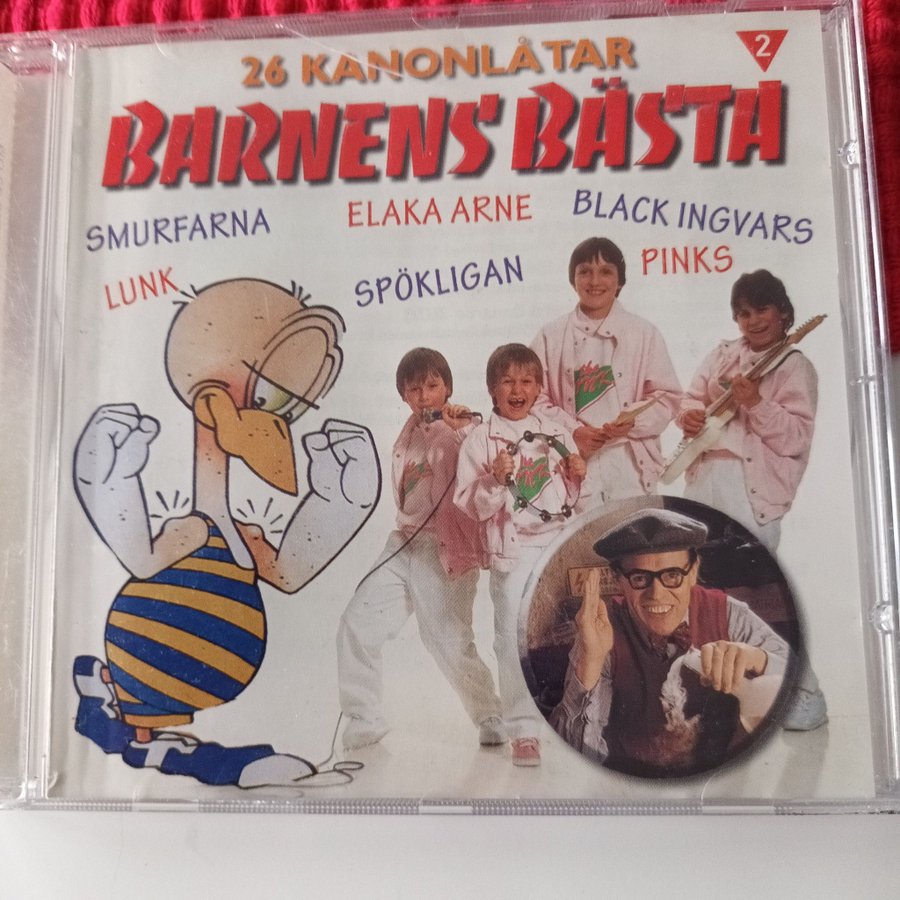 26 KANONLÅTAR
2
BARNENS BÄSTA
SMURFARNA
ELAKA ARNE
BLACK INGVARS
LUNK
SPÖKLIGAN
PINKS